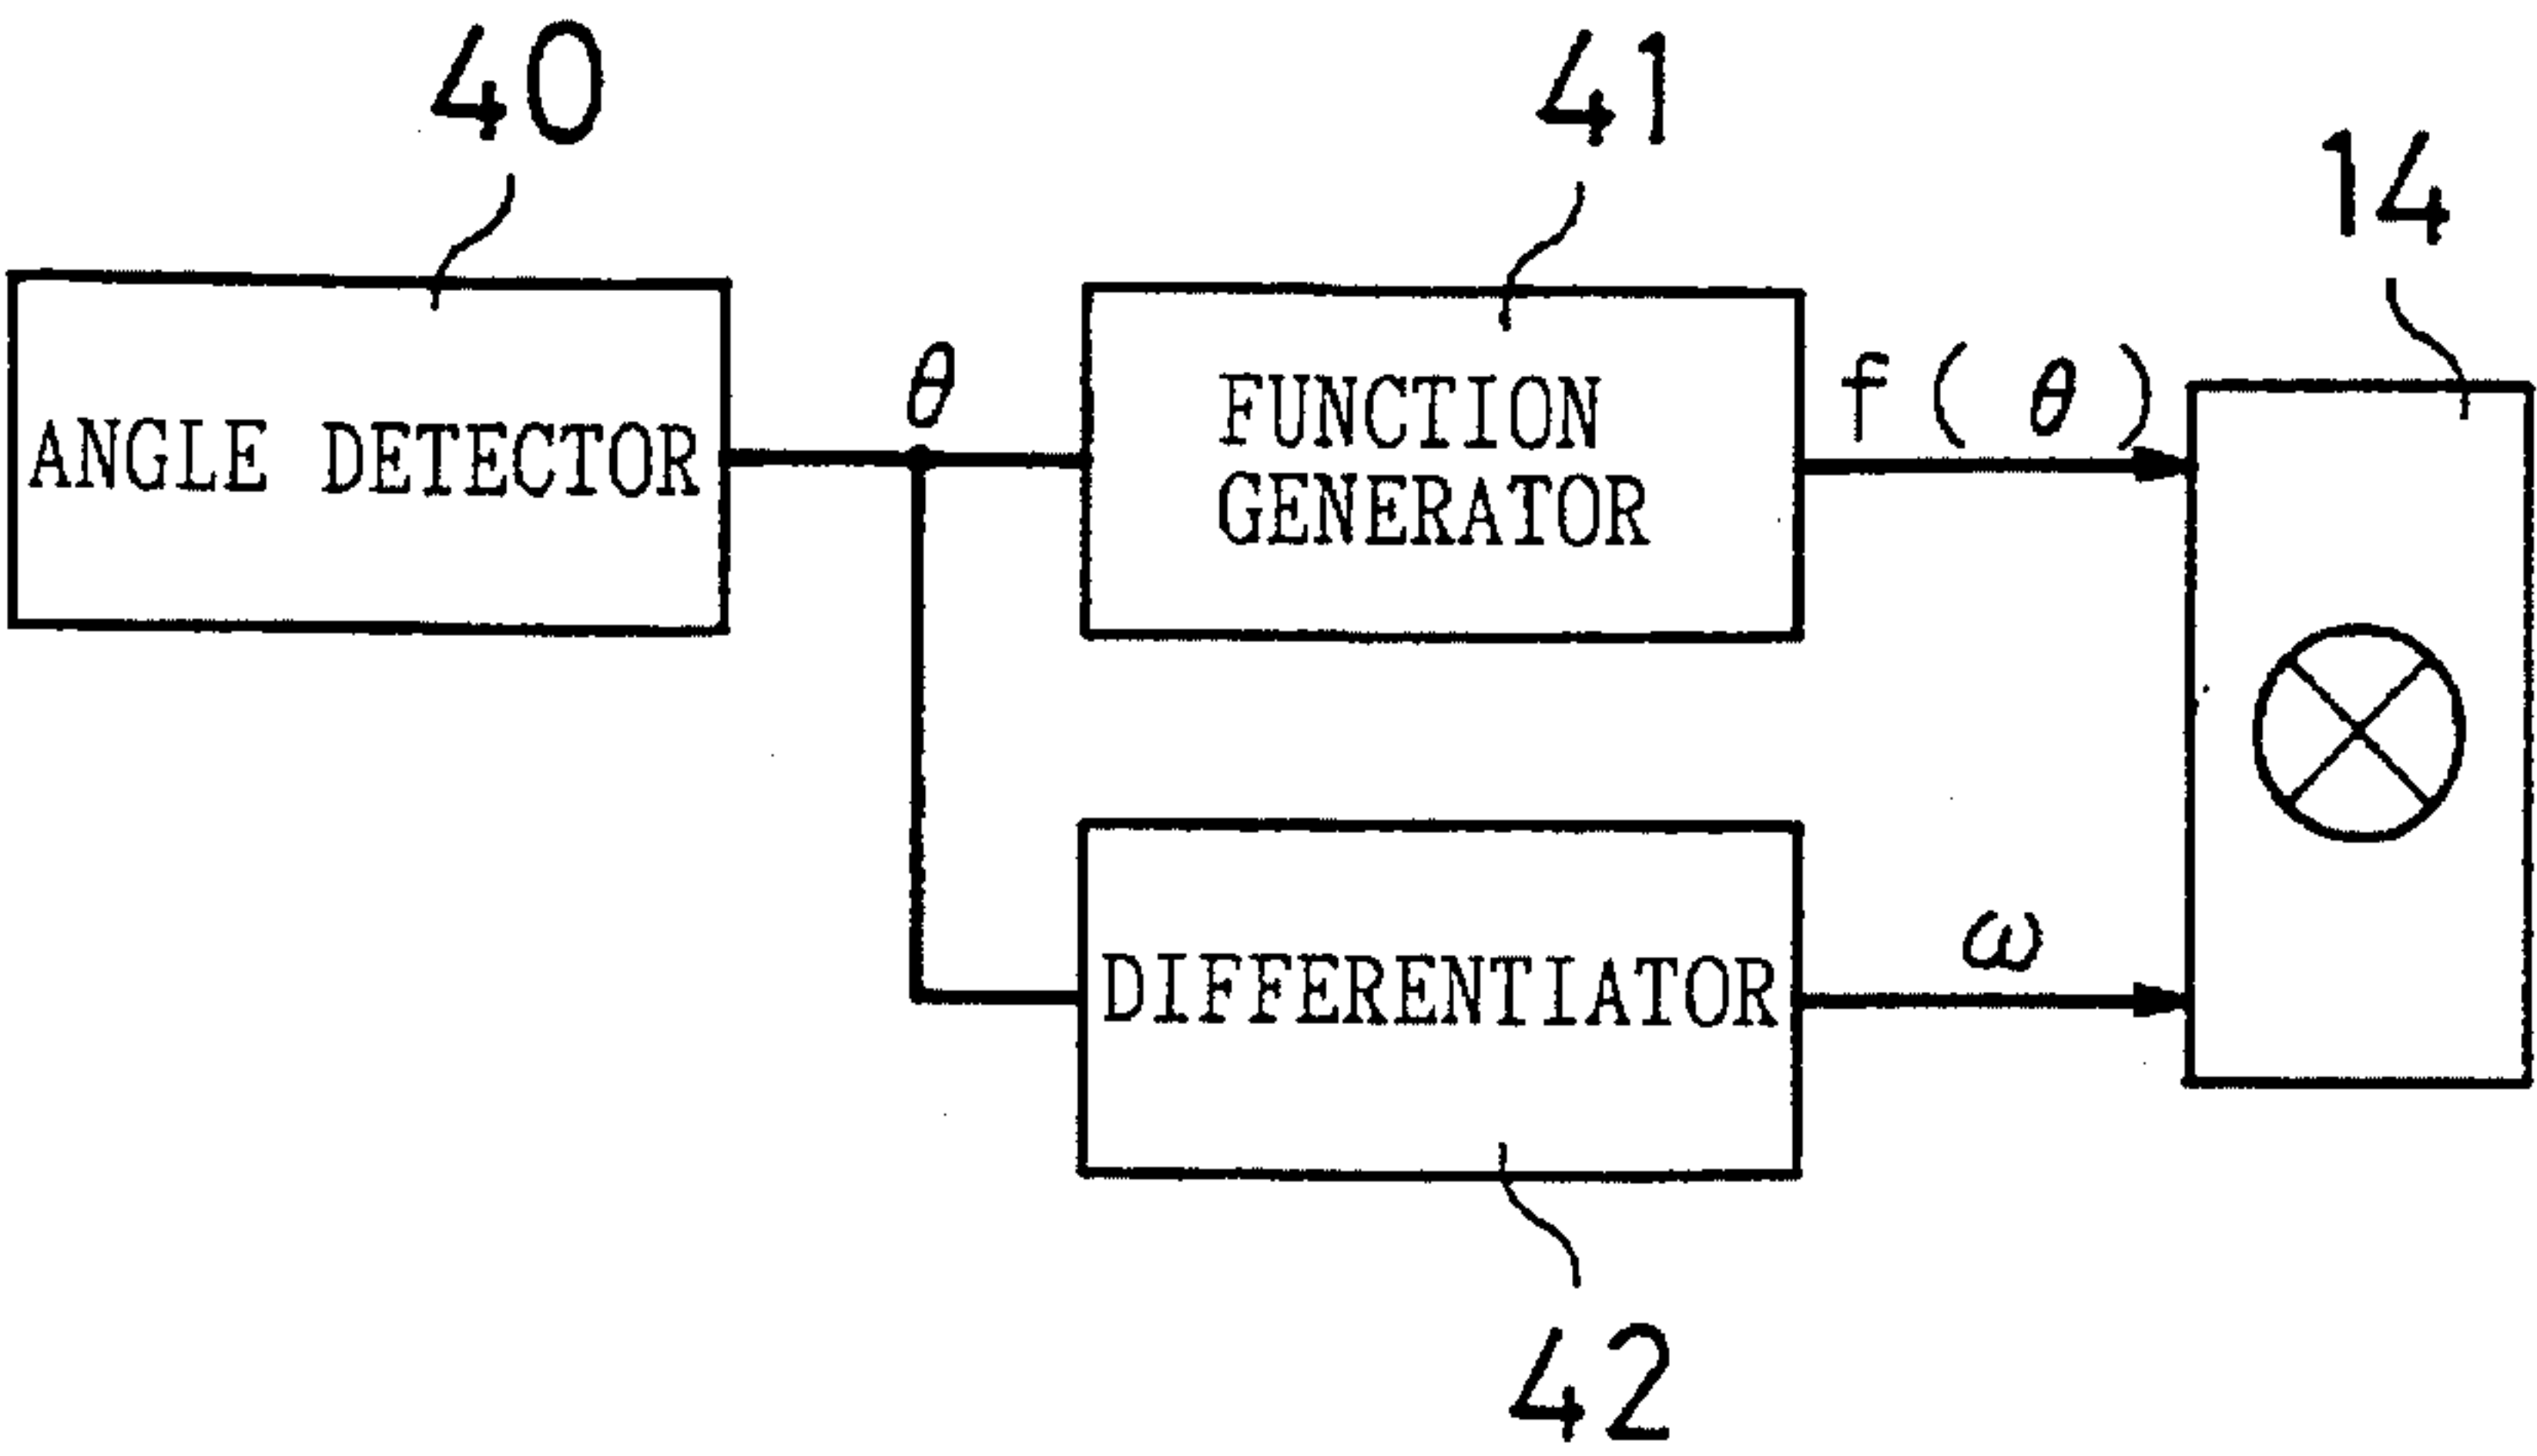 40
41
14
ANGLE DETECTOR
θ
FUNCTION
GENERATOR
f(θ)
DIFFERENTIATOR
ω
42